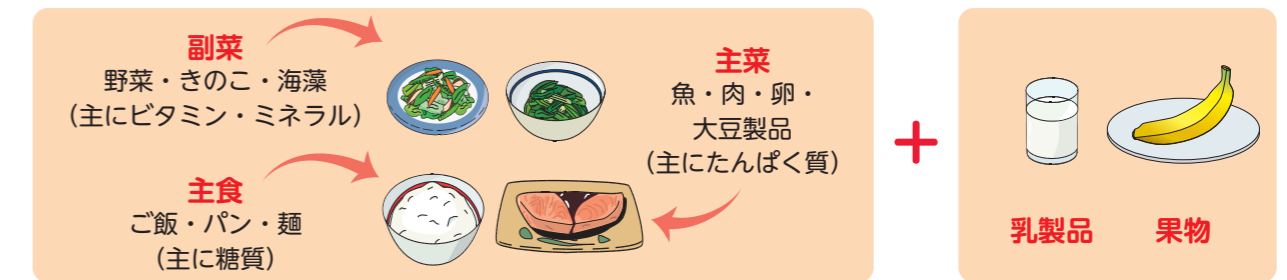 副菜
野菜・きのこ・海藻
(主にビタミン・ミネラル)
主食
ご飯・パン・麺
(主に糖質)
主菜
魚・肉・卵・
大豆製品
(主にたんぱく質)
+
乳製品
果物